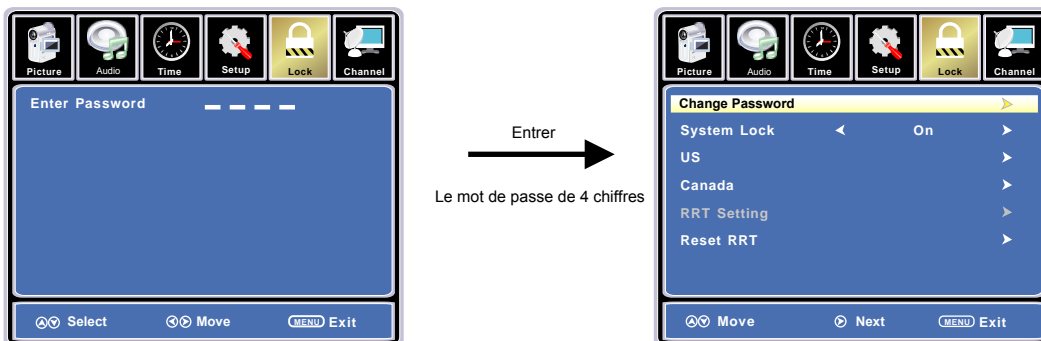 Picture Audio Time Setup Lock Channel
Enter Password _ _ _ _
Select Move MENU Exit
Entrer
Le mot de passe de 4 chiffres
Picture Audio Time Setup Lock Channel
Change Password
System Lock On
US
Canada
RRT Setting
Reset RRT
Move Next MENU Exit